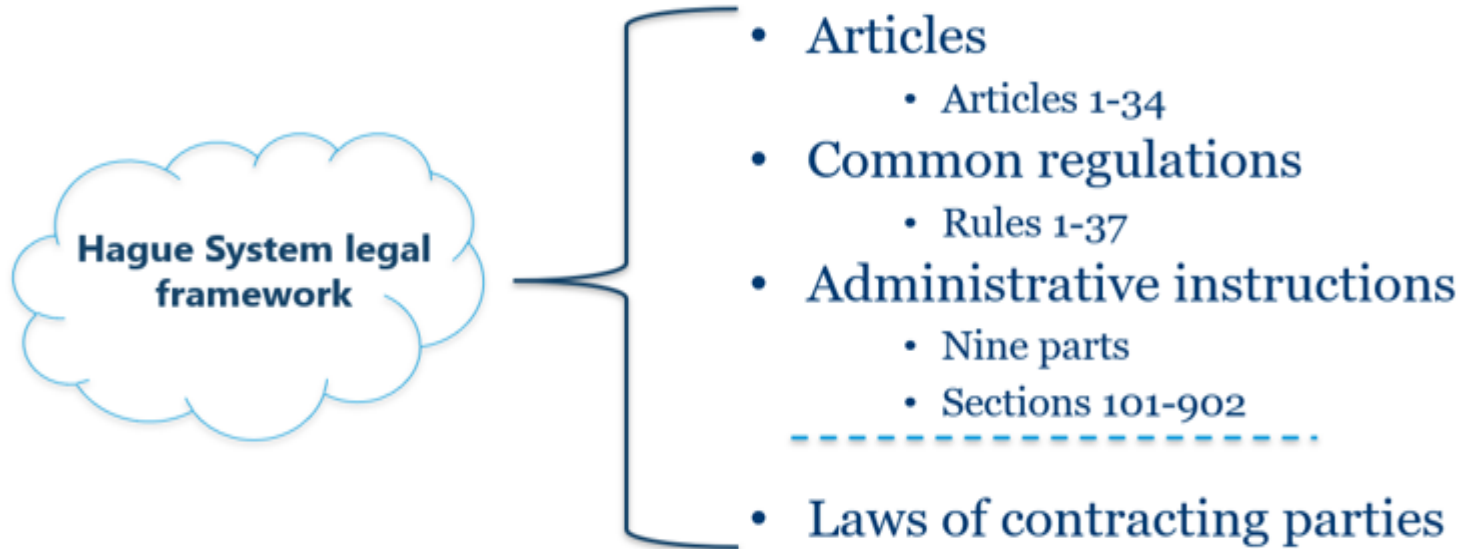 Hague System legal
framework
• Articles
• Articles 1-34
• Common regulations
• Rules 1-37
• Administrative instructions
• Nine parts
• Sections 101-902
• Laws of contracting parties